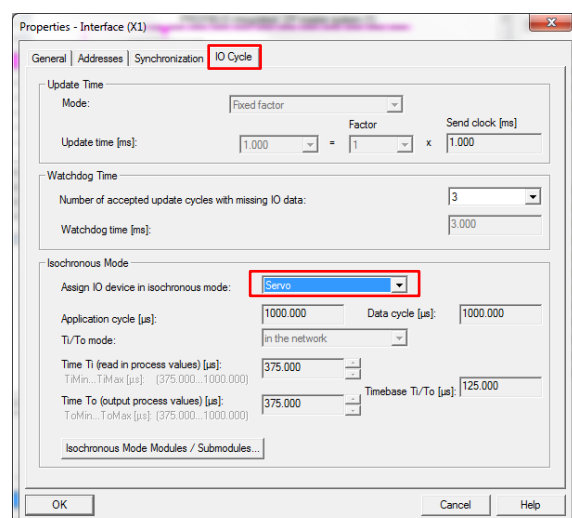 Properties - Interface (X1)
General Addresses Synchronization IO Cycle
Update Time
Mode: Fixed factor
Factor Send clock [ms]
Update time [ms]: 1.000 = 1 x 1.000
Watchdog Time
Number of accepted update cycles with missing IO data: 3
Watchdog time [ms]: 3.000
Isochronous Mode
Assign IO device in isochronous mode: Servo
Application cycle [µs]: 1000.000 Data cycle [µs]: 1000.000
Ti/To mode: in the network
Time Ti (read in process values) [µs]: 375.000
TiMin...TiMax [µs]: (375.000...1000.000)
Timebase Ti/To [µs]: 125.000
Time To (output process values) [µs]: 375.000
ToMin...ToMax [µs]: (375.000...1000.000)
Isochronous Mode Modules / Submodules...
OK Cancel Help